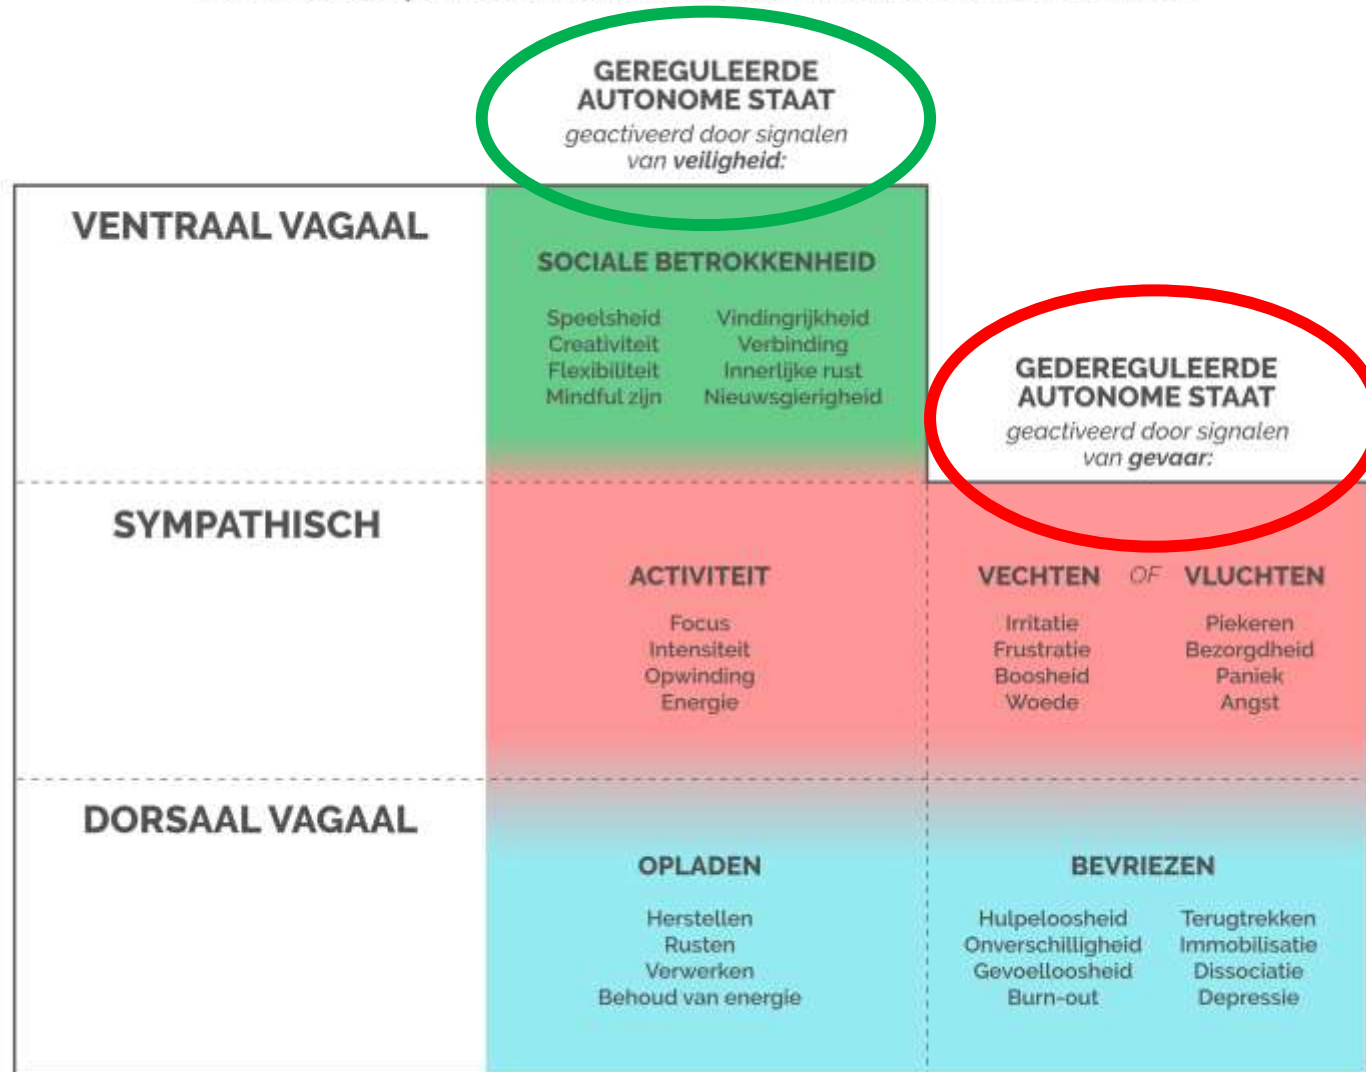 GEREGULEERDE
AUTONOME STAAT
geactiveerd door signalen
van veiligheid:
VENTRAAL VAGAAL
SOCIALE BETROKKENHEID
Speelsheid Vindingrijkheid
Creativiteit Verbinding
Flexibiliteit Innerlijke rust
Mindful zijn Nieuwsgierigheid
GEDEREGULEERDE
AUTONOME STAAT
geactiveerd door signalen
van gevaar:
SYMPATHISCH
ACTIVITEIT
Focus
Intensiteit
Opwinding
Energie
VECHTEN OF VLUCHTEN
Irritatie Piekeren
Frustratie Bezorgdheid
Boosheid Paniek
Woede Angst
DORSAAL VAGAAL
OPLADEN
Herstellen
Rusten
Verwerken
Behoud van energie
BEVRIEZEN
Hulpeloosheid Terugtrekken
Onverschilligheid Immobilisatie
Gevoelloosheid Dissociatie
Burn-out Depressie